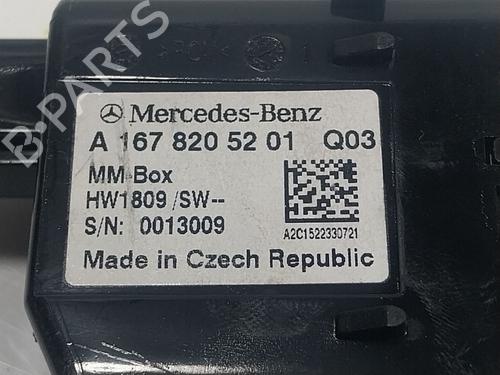 B-PARTS
Mercedes-Benz
A 167 820 52 01 Q03
MM-Box
HW1809 /SW--
S/N: 0013009
A2C1522330721
Made in Czech Republic